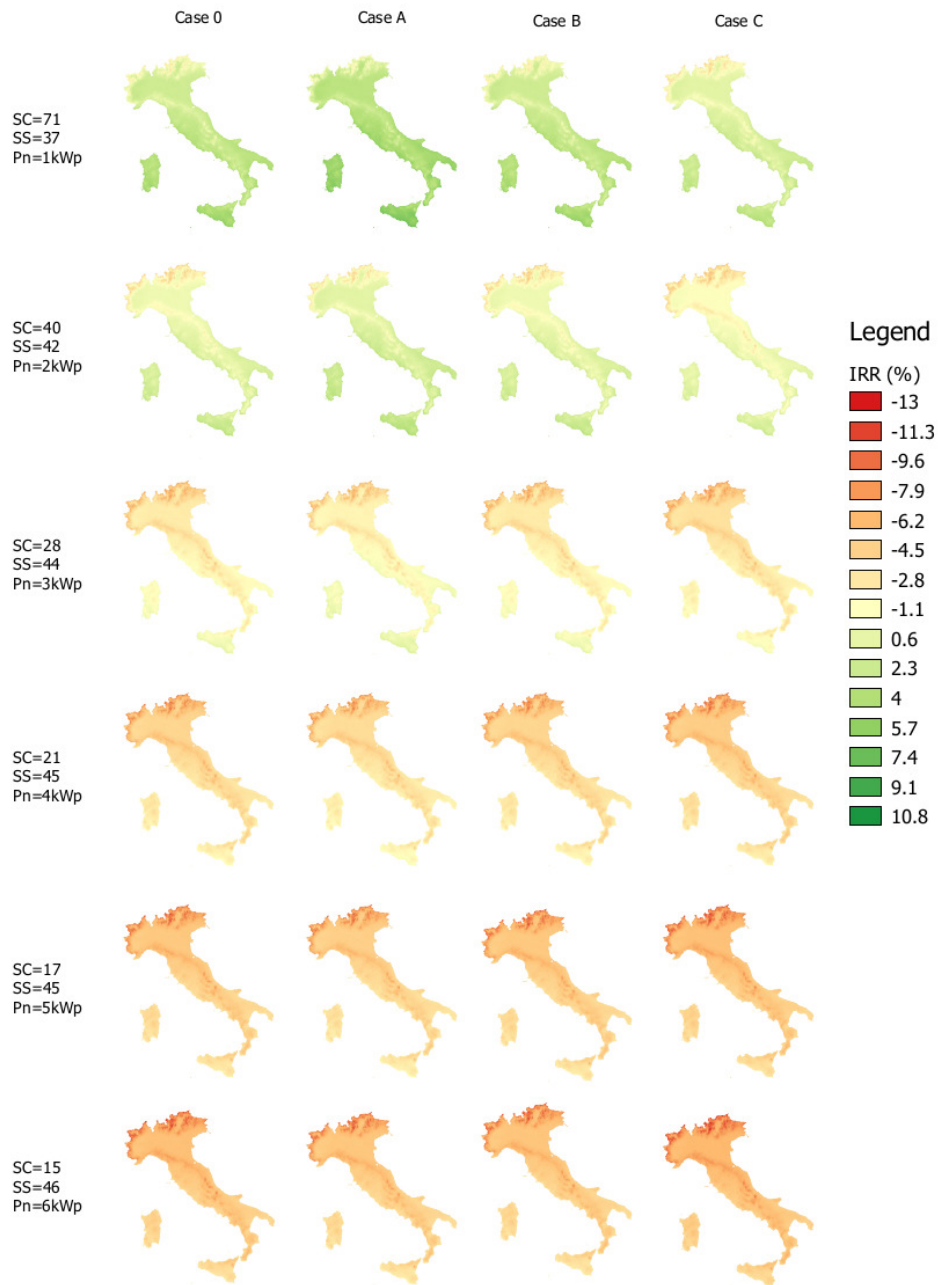 Case 0 Case A Case B Case C
SC=71
SS=37
Pn=1kWp
SC=40
SS=42
Pn=2kWp
SC=28
SS=44
Pn=3kWp
SC=21
SS=45
Pn=4kWp
SC=17
SS=45
Pn=5kWp
SC=15
SS=46
Pn=6kWp
Legend
IRR (%)
-13
-11.3
-9.6
-7.9
-6.2
-4.5
-2.8
-1.1
0.6
2.3
4
5.7
7.4
9.1
10.8